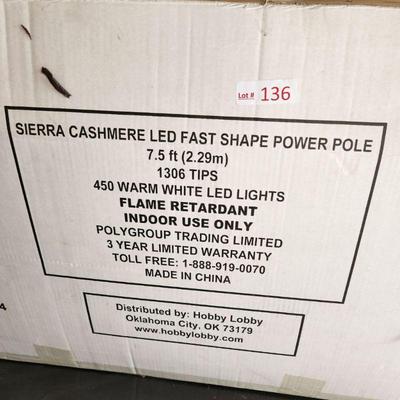 Lot # 136
SIERRA CASHMERE LED FAST SHAPE POWER POLE
7.5 ft (2.29m)
1306 TIPS
450 WARM WHITE LED LIGHTS
FLAME RETARDANT
INDOOR USE ONLY
POLYGROUP TRADING LIMITED
3 YEAR LIMITED WARRANTY
TOLL FREE: 1-888-919-0070
MADE IN CHINA
4
Distributed by: Hobby Lobby
Oklahoma City, OK 73179
www.hobbylobby.com